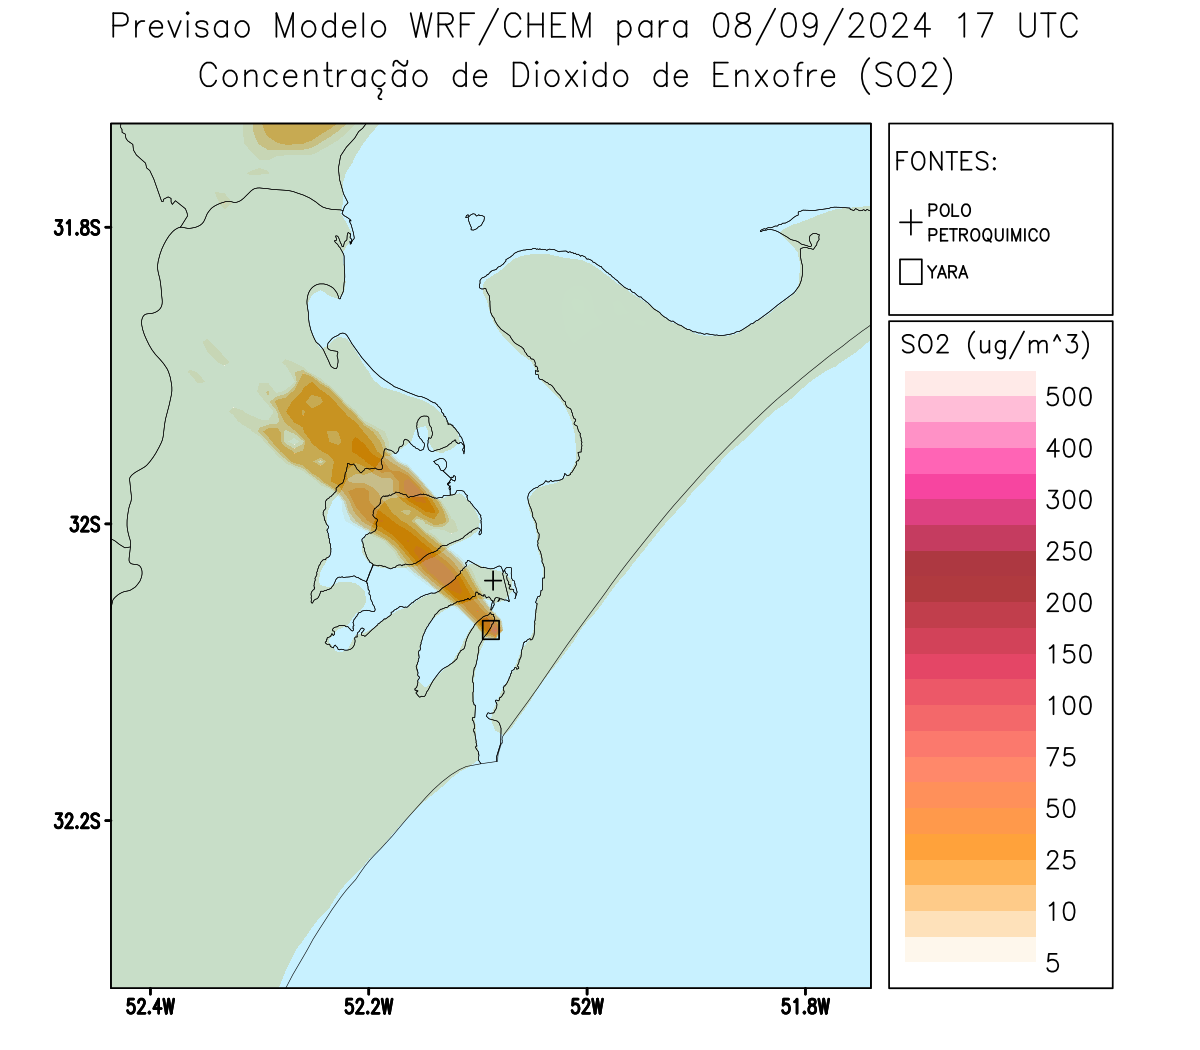 Previsao Modelo WRF/CHEM para 08/09/2024 17 UTC
Concentração de Dioxido de Enxofre (SO2)
FONTES:
POLO
PETROQUIMICO
YARA
SO2 (ug/m^3)
500
400
300
250
200
150
100
75
50
25
10
5
31.8S
32S
32.2S
52.4W
52.2W
52W
51.8W